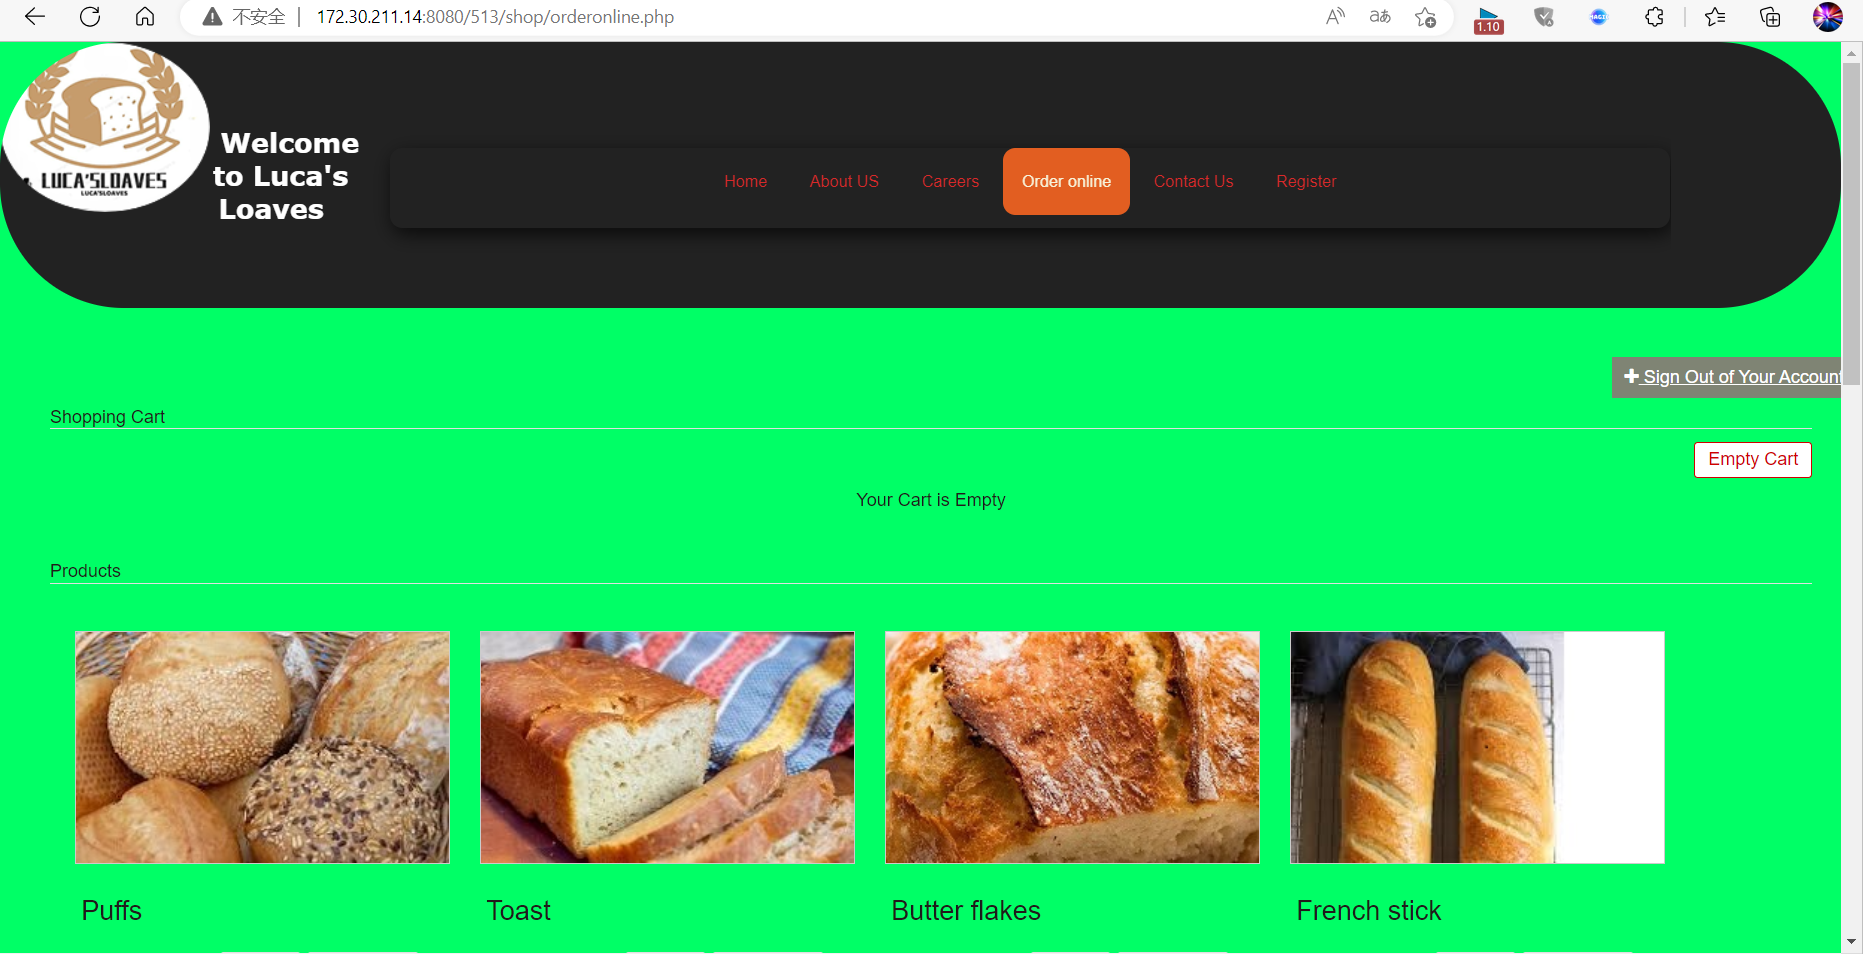 不安全 172.30.211.14:8080/513/shop/orderonline.php
1.10
LUCA'SLOAVES
LUCA'SLOAVES
Welcome
to Luca's
Loaves
Home About US Careers Order online Contact Us Register
Sign Out of Your Account
Shopping Cart
Empty Cart
Your Cart is Empty
Products
Puffs Toast Butter flakes French stick